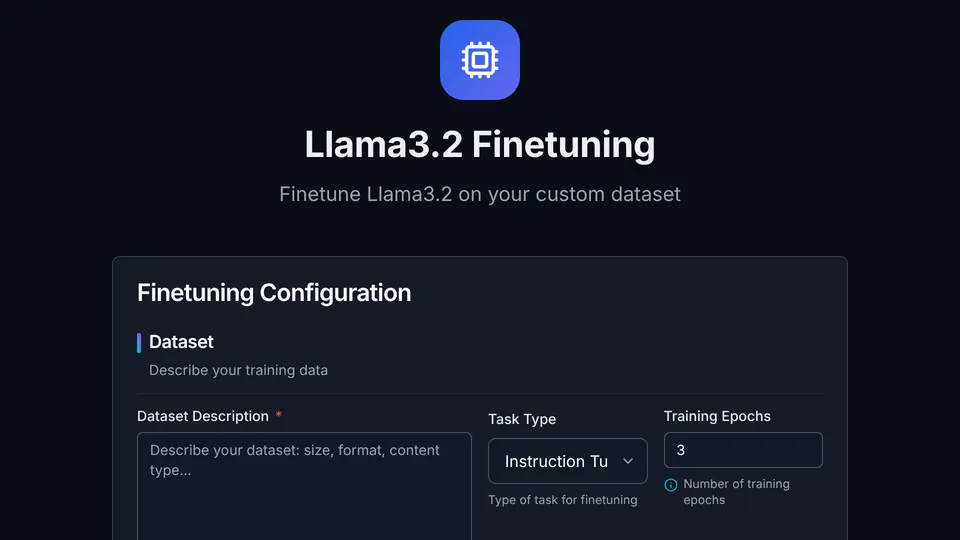 Llama3.2 Finetuning
Finetune Llama3.2 on your custom dataset
Finetuning Configuration
Dataset
Describe your training data
Dataset Description *
Describe your dataset: size, format, content
type...
Task Type
Instruction Tu
Type of task for finetuning
Training Epochs
3
Number of training
epochs